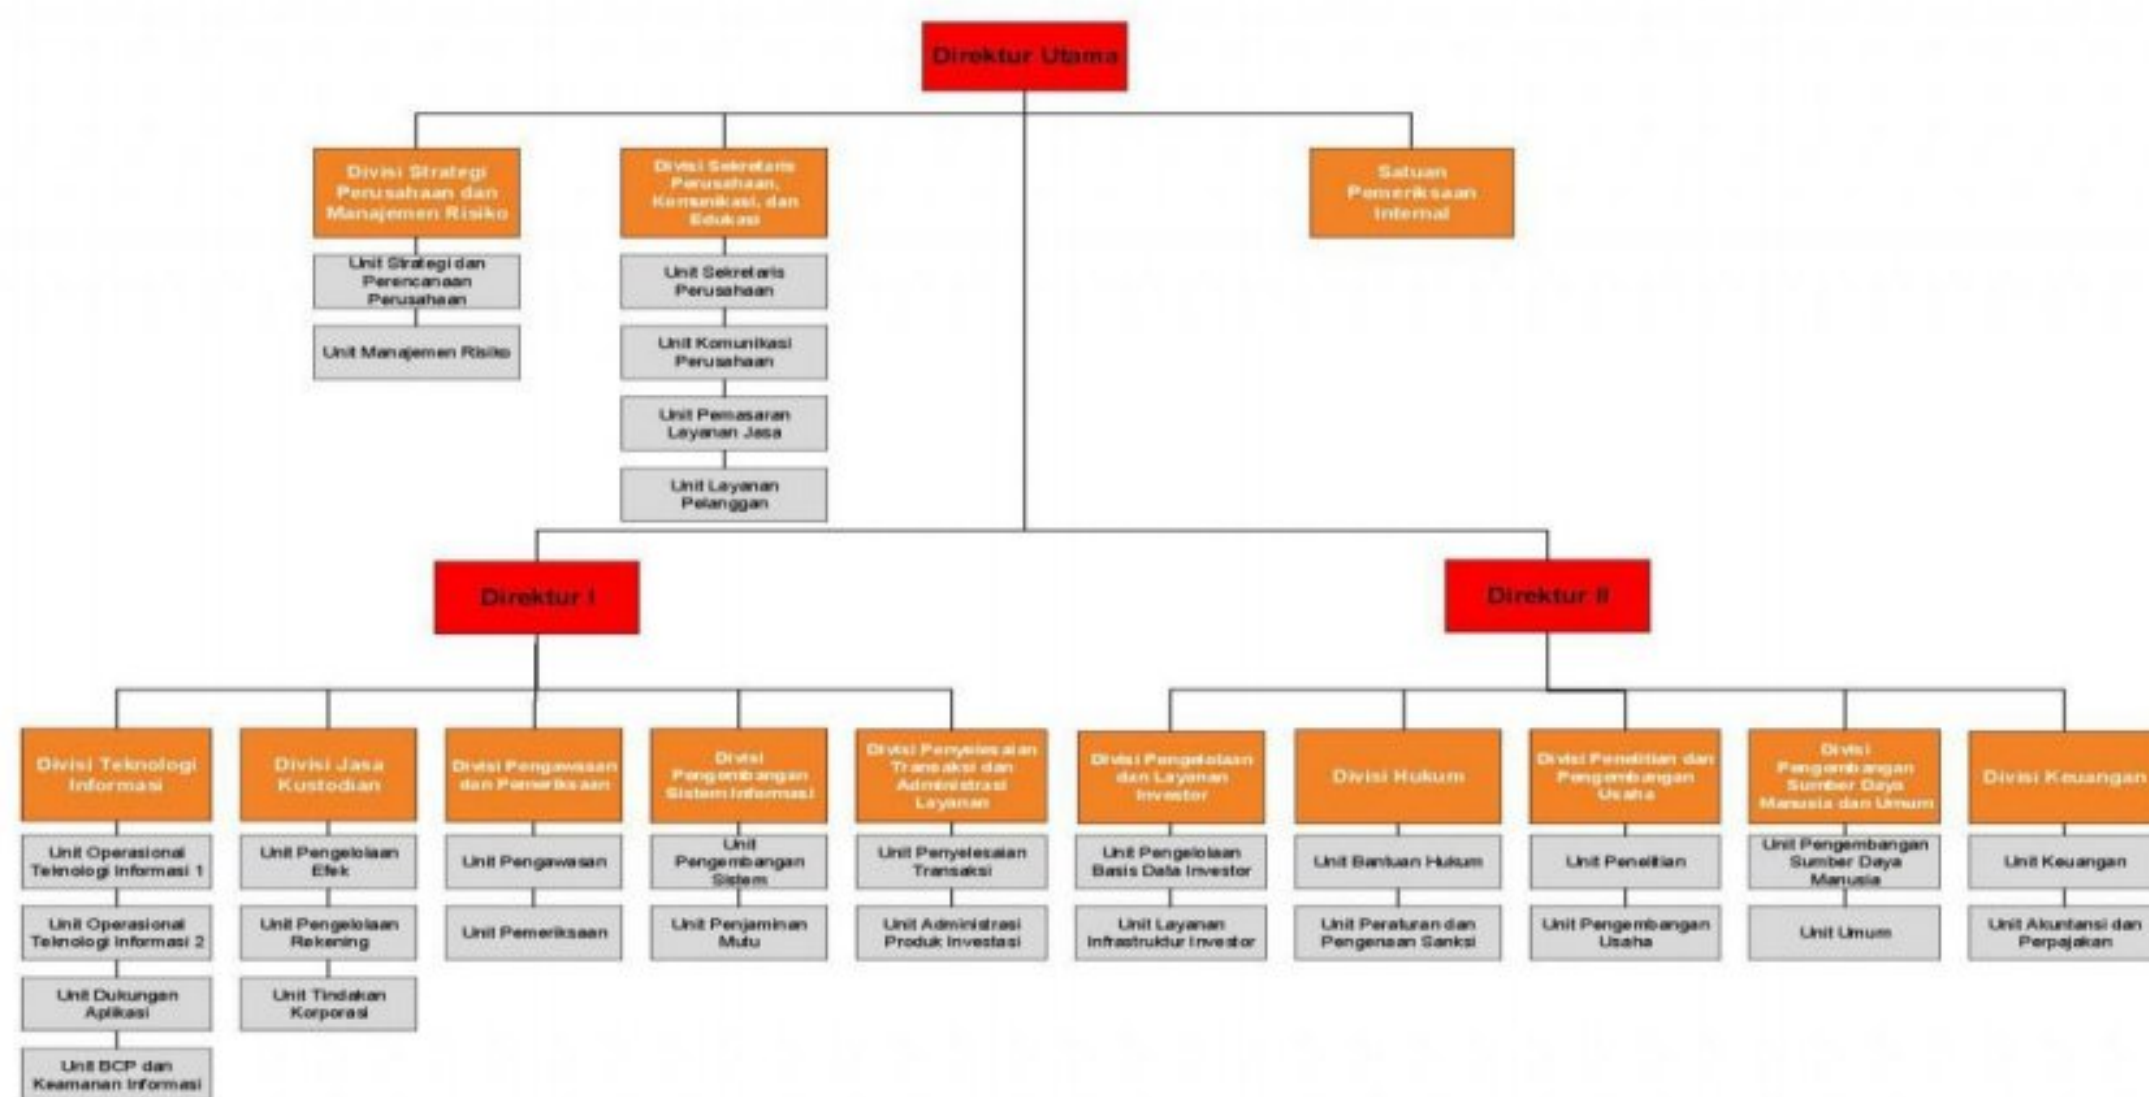 Direktur Utama
Divisi Strategi
Perusahaan dan
Manajemen Risiko
Divisi Sekretaris
Perusahaan,
Komunikasi, dan
Edukasi
Satuan
Pemeriksaan
Internal
Unit Strategi dan
Perencanaan
Perusahaan
Unit Manajemen Risiko
Unit Sekretaris
Perusahaan
Unit Komunikasi
Perusahaan
Unit Pemasaran
Layanan Jasa
Unit Layanan
Pelanggan
Direktur I
Direktur II
Divisi Teknologi
Informasi
Unit Operasional
Teknologi Informasi 1
Unit Operasional
Teknologi Informasi 2
Unit Dukungan
Aplikasi
Unit BCP dan
Keamanan Informasi
Divisi Jasa
Kustodian
Unit Pengelolaan
Efek
Unit Pengelolaan
Rekening
Unit Tindakan
Korporasi
Divisi Pengawasan
dan Pemeriksaan
Unit Pengawasan
Unit Pemeriksaan
Divisi
Pengembangan
Sistem Informasi
Unit
Pengembangan
Sistem
Unit Penjaminan
Mutu
Divisi Penyelesaian
Transaksi dan
Administrasi
Layanan
Unit Penyelesaian
Transaksi
Unit Administrasi
Produk Investasi
Divisi Pengelolaan
dan Layanan
Investor
Unit Pengelolaan
Basis Data Investor
Unit Layanan
Infrastruktur Investor
Divisi Hukum
Unit Bantuan Hukum
Unit Peraturan dan
Pengenaan Sanksi
Divisi Penelitian dan
Pengembangan
Usaha
Unit Penelitian
Unit Pengembangan
Usaha
Divisi
Pengembangan
Sumber Daya
Manusia dan Umum
Unit Pengembangan
Sumber Daya
Manusia
Unit Umum
Divisi Keuangan
Unit Keuangan
Unit Akuntansi dan
Perpajakan